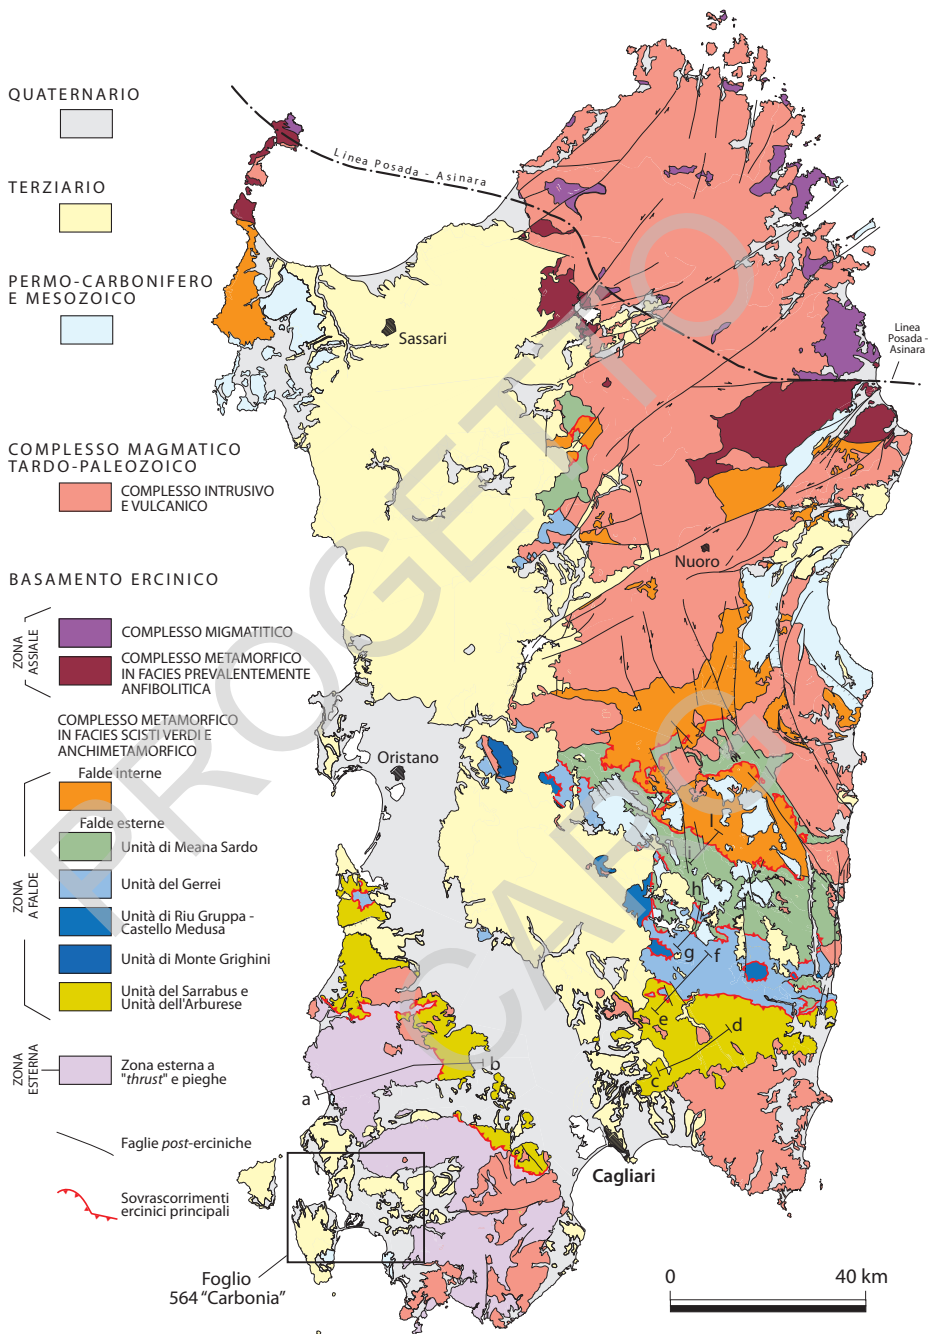 QUATERNARIO
TERZIARIO
PERMO-CARBONIFERO
E MESOZOICO
COMPLESSO MAGMATICO
TARDO-PALEOZOICO
COMPLESSO INTRUSIVO
E VULCANICO
BASAMENTO ERCINICO
ZONA
ASSIALE
COMPLESSO MIGMATITICO
COMPLESSO METAMORFICO
IN FACIES PREVALENTEMENTE
ANFIBOLITICA
COMPLESSO METAMORFICO
IN FACIES SCISTI VERDI E
ANCHIMETAMORFICO
ZONA
A FALDE
Falde interne
Falde esterne
Unità di Meana Sardo
Unità del Gerrei
Unità di Riu Gruppa -
Castello Medusa
Unità di Monte Grighini
Unità del Sarrabus e
Unità dell'Arburese
ZONA
ESTERNA
Zona esterna a
"thrust" e pieghe
Faglie post-erciniche
Sovrascorrimenti
ercinici principali
Linea Posada - Asinara
Linea
Posada -
Asinara
Sassari
Nuoro
Oristano
Cagliari
l
i
h
g
f
e
d
c
b
a
Foglio
564 "Carbonia"
0 40 km
PROGETTO
CARG